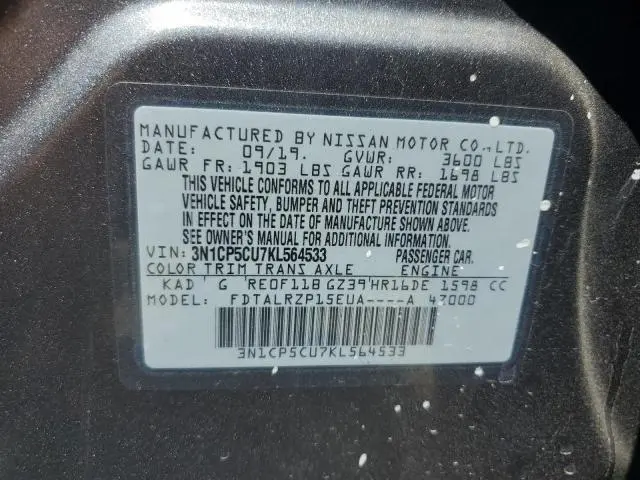 MANUFACTURED BY NISSAN MOTOR CO.,LTD.
DATE: 09/19. GVWR: 3600 LBS
GAWR FR: 1903 LBS GAWR RR: 1698 LBS
THIS VEHICLE CONFORMS TO ALL APPLICABLE FEDERAL MOTOR
VEHICLE SAFETY, BUMPER AND THEFT PREVENTION STANDARDS
IN EFFECT ON THE DATE OF MANUFACTURE SHOWN ABOVE.
SEE OWNER'S MANUAL FOR ADDITIONAL INFORMATION.
VIN: 3N1CP5CU7KL564533 PASSENGER CAR.
COLOR TRIM TRANS AXLE ENGINE
KAD G RE0F11B GZ39 HR16DE 1598 CC
MODEL: FDTALRZP15EUA----A 47000
3N1CP5CU7KL564533